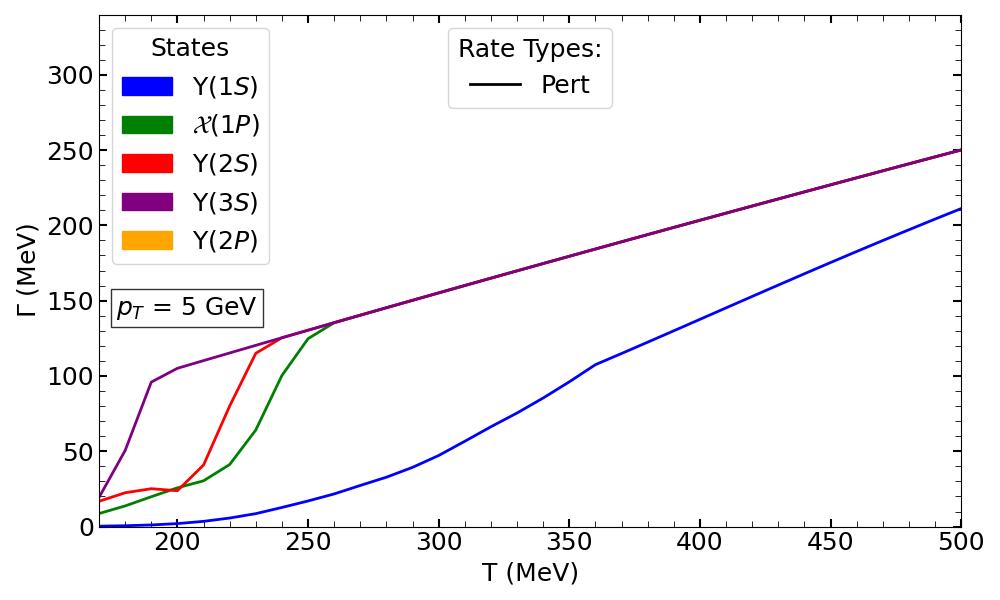 States
Υ(1S)
𝒳(1P)
Υ(2S)
Υ(3S)
Υ(2P)
Rate Types:
Pert
p_T = 5 GeV
Γ (MeV)
300
250
200
150
100
50
0
200 250 300 350 400 450 500
T (MeV)